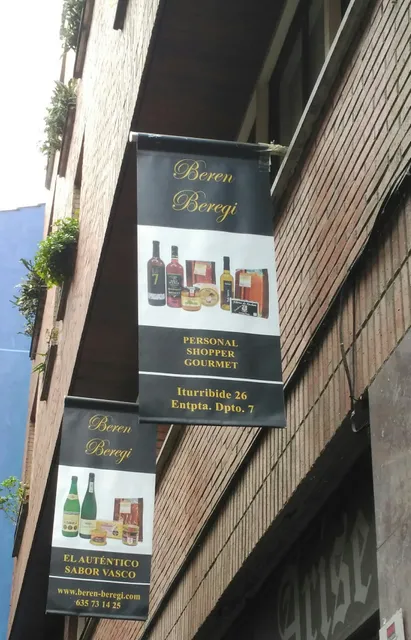 Beren
Beregi
7
PERSONAL
SHOPPER
GOURMET
Iturribide 26
Entpta. Dpto. 7
Beren
Beregi
EL AUTÉNTICO
SABOR VASCO
www.beren-beregi.com
635 73 14 25